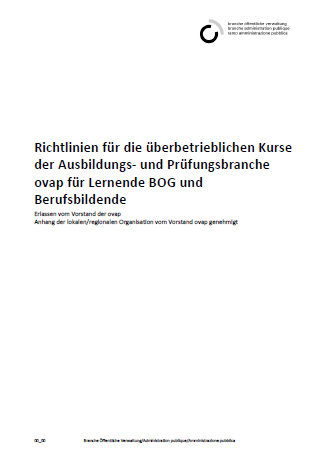 branche öffentliche verwaltung
branche administration publique
ramo amministrazione pubblica
Richtlinien für die überbetrieblichen Kurse
der Ausbildungs- und Prüfungsbranche
ovap für Lernende BOG und
Berufsbildende
Erlassen vom Vorstand der ovap
Anhang der lokalen/regionalen Organisation vom Vorstand ovap genehmigt
00_00 Branche Öffentliche Verwaltung/Administration publique/Amministrazione pubblica